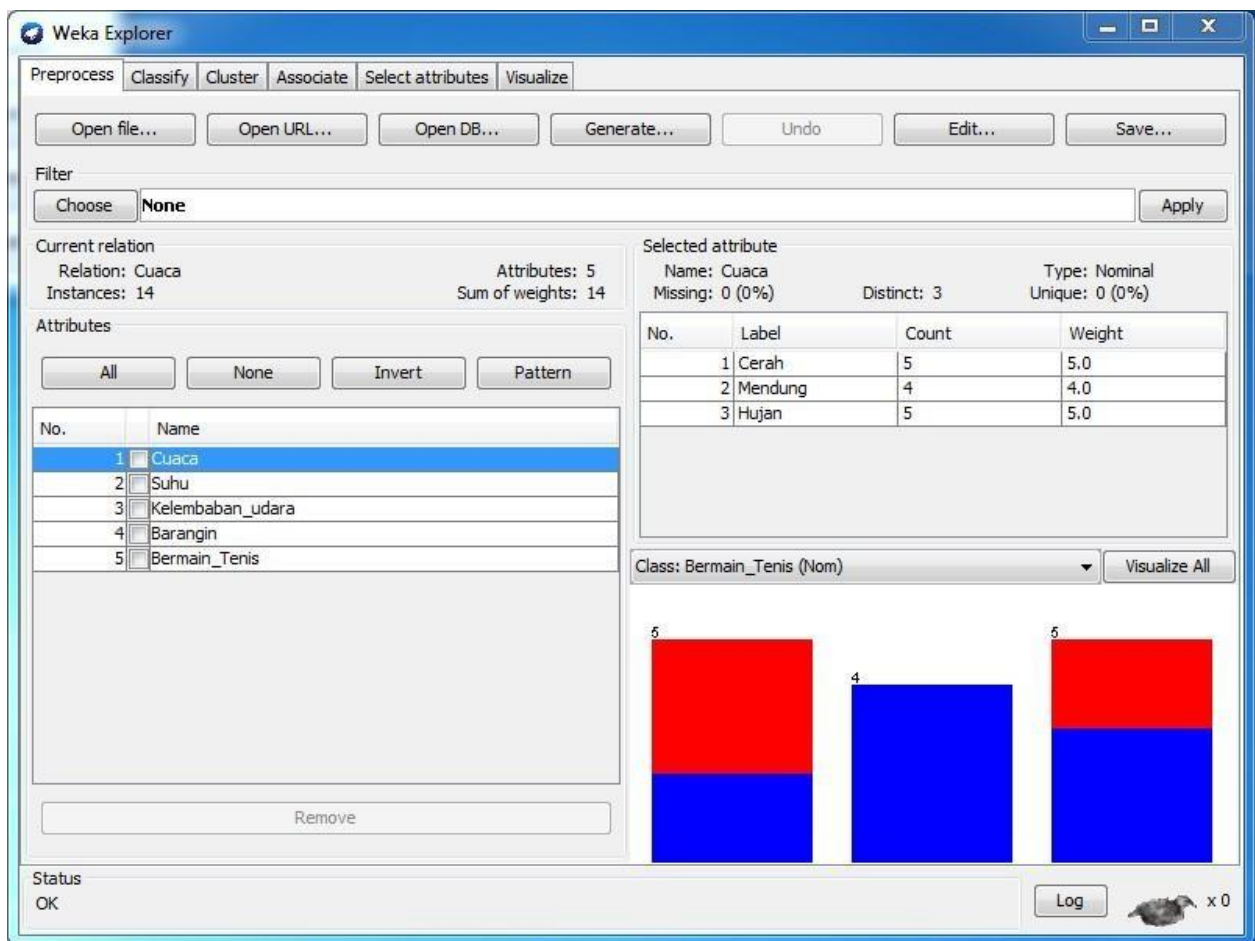 Weka Explorer
Preprocess Classify Cluster Associate Select attributes Visualize
Open file... Open URL... Open DB... Generate... Undo Edit... Save...
Filter
Choose None Apply
Current relation
Relation: Cuaca Attributes: 5
Instances: 14 Sum of weights: 14
Attributes
All None Invert Pattern
No. Name
1 Cuaca
2 Suhu
3 Kelembaban_udara
4 Barangin
5 Bermain_Tenis
Remove
Selected attribute
Name: Cuaca Type: Nominal
Missing: 0 (0%) Distinct: 3 Unique: 0 (0%)
No. Label Count Weight
1 Cerah 5 5.0
2 Mendung 4 4.0
3 Hujan 5 5.0
Class: Bermain_Tenis (Nom) Visualize All
5 4 5
Status
OK
Log x 0